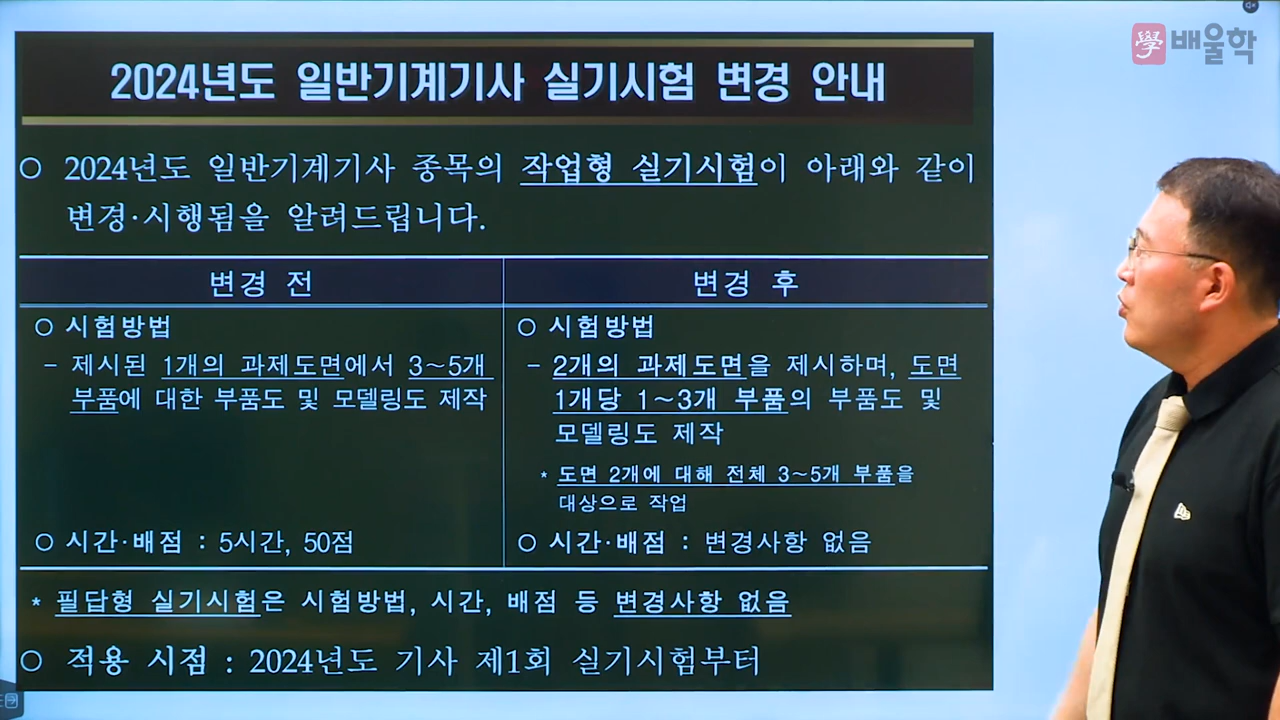 學 배울학
2024년도 일반기계기사 실기시험 변경 안내
○ 2024년도 일반기계기사 종목의 작업형 실기시험이 아래와 같이
변경·시행됨을 알려드립니다.
변경 전
○ 시험방법
- 제시된 1개의 과제도면에서 3~5개
부품에 대한 부품도 및 모델링도 제작
○ 시간·배점 : 5시간, 50점
변경 후
○ 시험방법
- 2개의 과제도면을 제시하며, 도면
1개당 1~3개 부품의 부품도 및
모델링도 제작
* 도면 2개에 대해 전체 3~5개 부품을
대상으로 작업
○ 시간·배점 : 변경사항 없음
* 필답형 실기시험은 시험방법, 시간, 배점 등 변경사항 없음
○ 적용 시점 : 2024년도 기사 제1회 실기시험부터